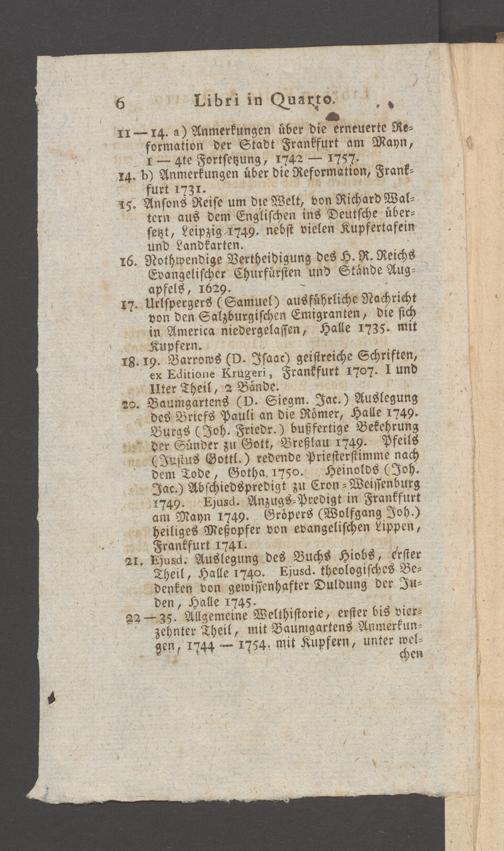 6 Libri in Quarto.
11 — 14. a) Anmerkungen über die erneuerte Re-
formation der Stadt Frankfurt am Mayn,
1 — 4te Fortsetzung, 1742 — 1757.
14. b) Anmerkungen über die Reformation, Frank-
furt 1731.
15. Ansons Reise um die Welt, von Richard Wal-
tern aus dem Englischen ins Deutsche über-
setzt, Leipzig 1749. nebst vielen Kupfertafeln
und Landkarten.
16. Nothwendige Vertheidigung des H. R. Reichs
Evangelischer Churfürsten und Stände Aug-
apfels, 1629.
17. Urlspergers (Samuel) ausführliche Nachricht
von den Salzburgischen Emigranten, die sich
in America niedergelassen, Halle 1735. mit
Kupfern.
18. 19. Barrows (D. Isaac) geistreiche Schriften,
ex Editione Krugeri, Frankfurt 1707. I und
IIter Theil, 2 Bände.
20. Baumgartens (D. Siegm. Jac.) Auslegung
des Briefs Pauli an die Römer, Halle 1749.
Burgs (Joh. Friedr.) bußfertige Bekehrung
der Sünder zu Gott, Breßlau 1749. Pfeils
(Justus Gottl.) redende Priesterstimme nach
dem Tode, Gotha 1750. Heinolds (Joh.
Jac.) Abschiedspredigt zu Cron-Weissenburg
1749. Ejusd. Anzugs-Predigt in Frankfurt
am Mayn 1749. Gröpers (Wolfgang Joh.)
heiliges Meßopfer von evangelischen Lippen,
Frankfurt 1741.
21. Ejusd. Auslegung des Buchs Hiobs, erster
Theil, Halle 1740. Ejusd. theologisches Be-
denken von gewissenhafter Duldung der Ju-
den, Halle 1745.
22 — 35. Allgemeine Welthistorie, erster bis vier-
zehnter Theil, mit Baumgartens Anmerkun-
gen, 1744 — 1754. mit Kupfern, unter wel-
chen